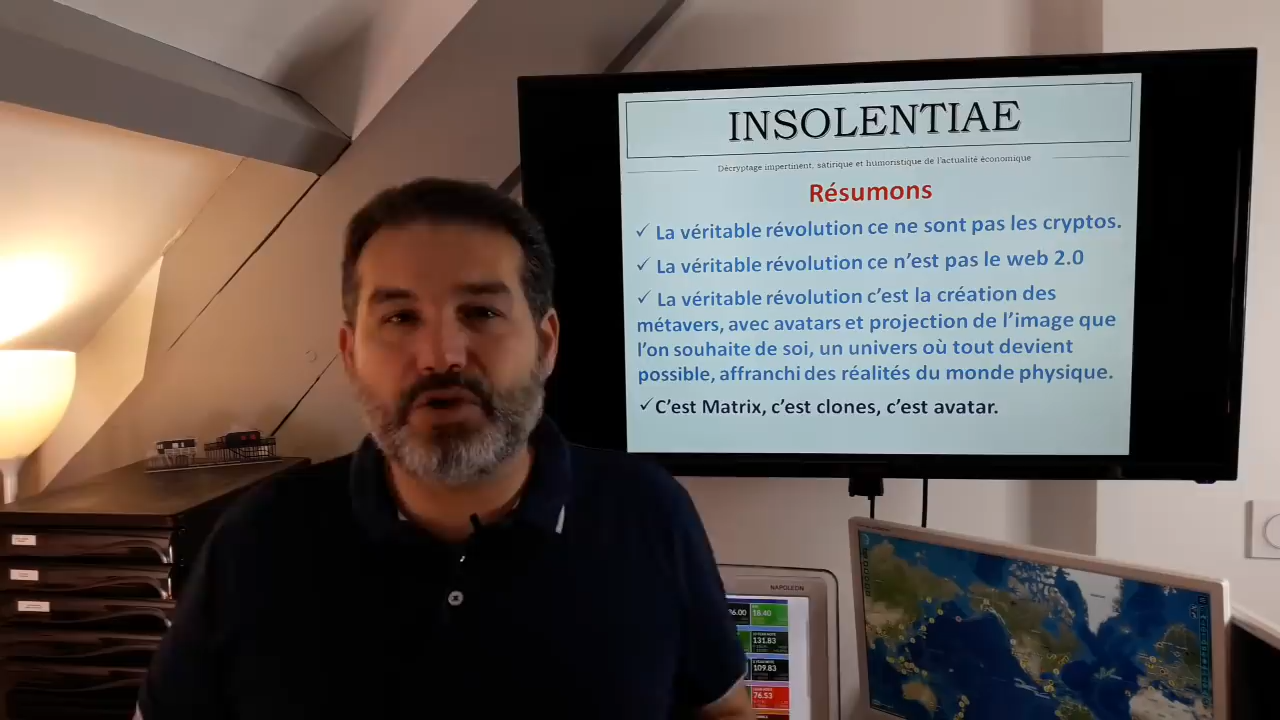 INSOLENTIAE
Décryptage impertinent, satirique et humoristique de l'actualité économique
Résumons
✓ La véritable révolution ce ne sont pas les cryptos.
✓ La véritable révolution ce n'est pas le web 2.0
✓ La véritable révolution c'est la création des
métavers, avec avatars et projection de l'image que
l'on souhaite de soi, un univers où tout devient
possible, affranchi des réalités du monde physique.
✓C'est Matrix, c'est clones, c'est avatar.
NAPOLEON
18.40
131.83
109.83
76.53